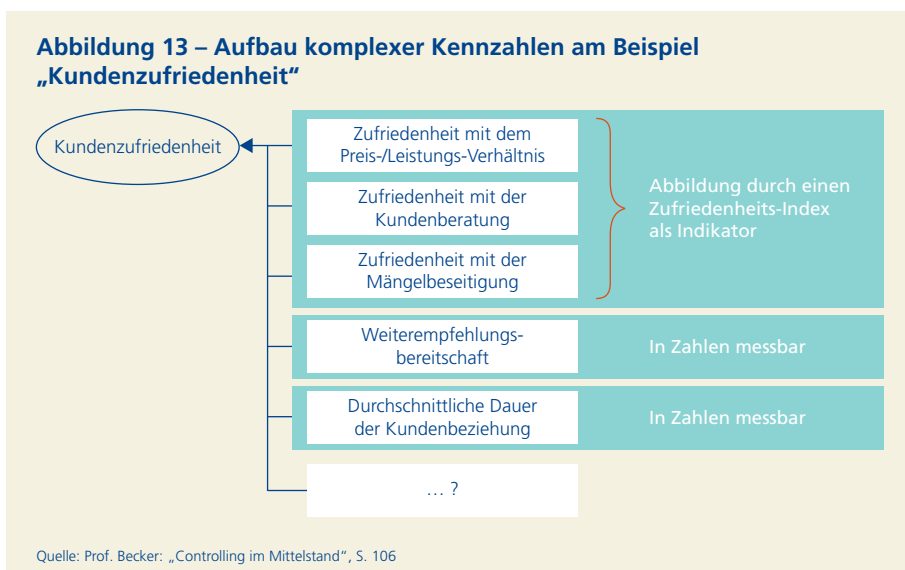 Abbildung 13 – Aufbau komplexer Kennzahlen am Beispiel
„Kundenzufriedenheit“
Kundenzufriedenheit
Zufriedenheit mit dem
Preis-/Leistungs-Verhältnis
Zufriedenheit mit der
Kundenberatung
Zufriedenheit mit der
Mängelbeseitigung
Abbildung durch einen
Zufriedenheits-Index
als Indikator
Weiterempfehlungs-
bereitschaft
In Zahlen messbar
Durchschnittliche Dauer
der Kundenbeziehung
In Zahlen messbar
… ?
Quelle: Prof. Becker: „Controlling im Mittelstand“, S. 106